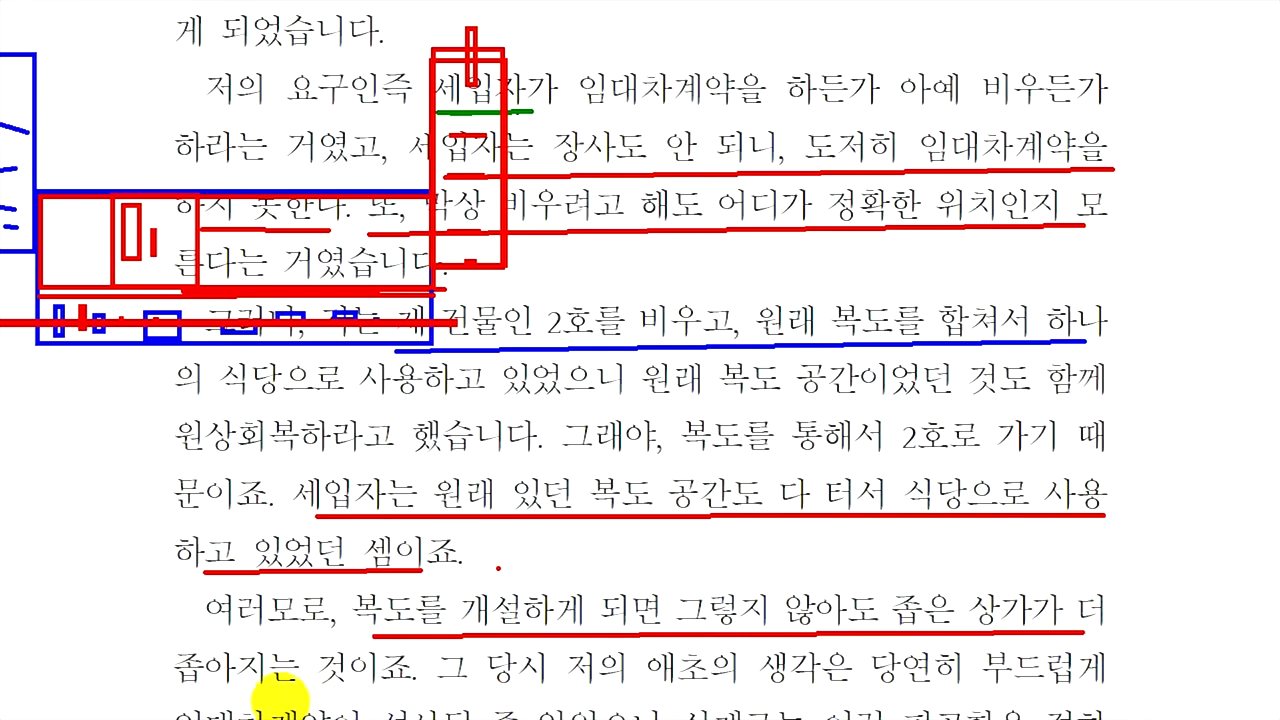 게 되었습니다.
저의 요구인즉 세입자가 임대차계약을 하든가 아예 비우든가
하라는 거였고, 세입자는 장사도 안 되니, 도저히 임대차계약을
하지 못한다. 또, 막상 비우려고 해도 어디가 정확한 위치인지 모
른다는 거였습니다.
그러나, 저는 제 건물인 2호를 비우고, 원래 복도를 합쳐서 하나
의 식당으로 사용하고 있었으니 원래 복도 공간이었던 것도 함께
원상회복하라고 했습니다. 그래야, 복도를 통해서 2호로 가기 때
문이죠. 세입자는 원래 있던 복도 공간도 다 터서 식당으로 사용
하고 있었던 셈이죠.
여러모로, 복도를 개설하게 되면 그렇지 않아도 좁은 상가가 더
좁아지는 것이죠. 그 당시 저의 애초의 생각은 당연히 부드럽게